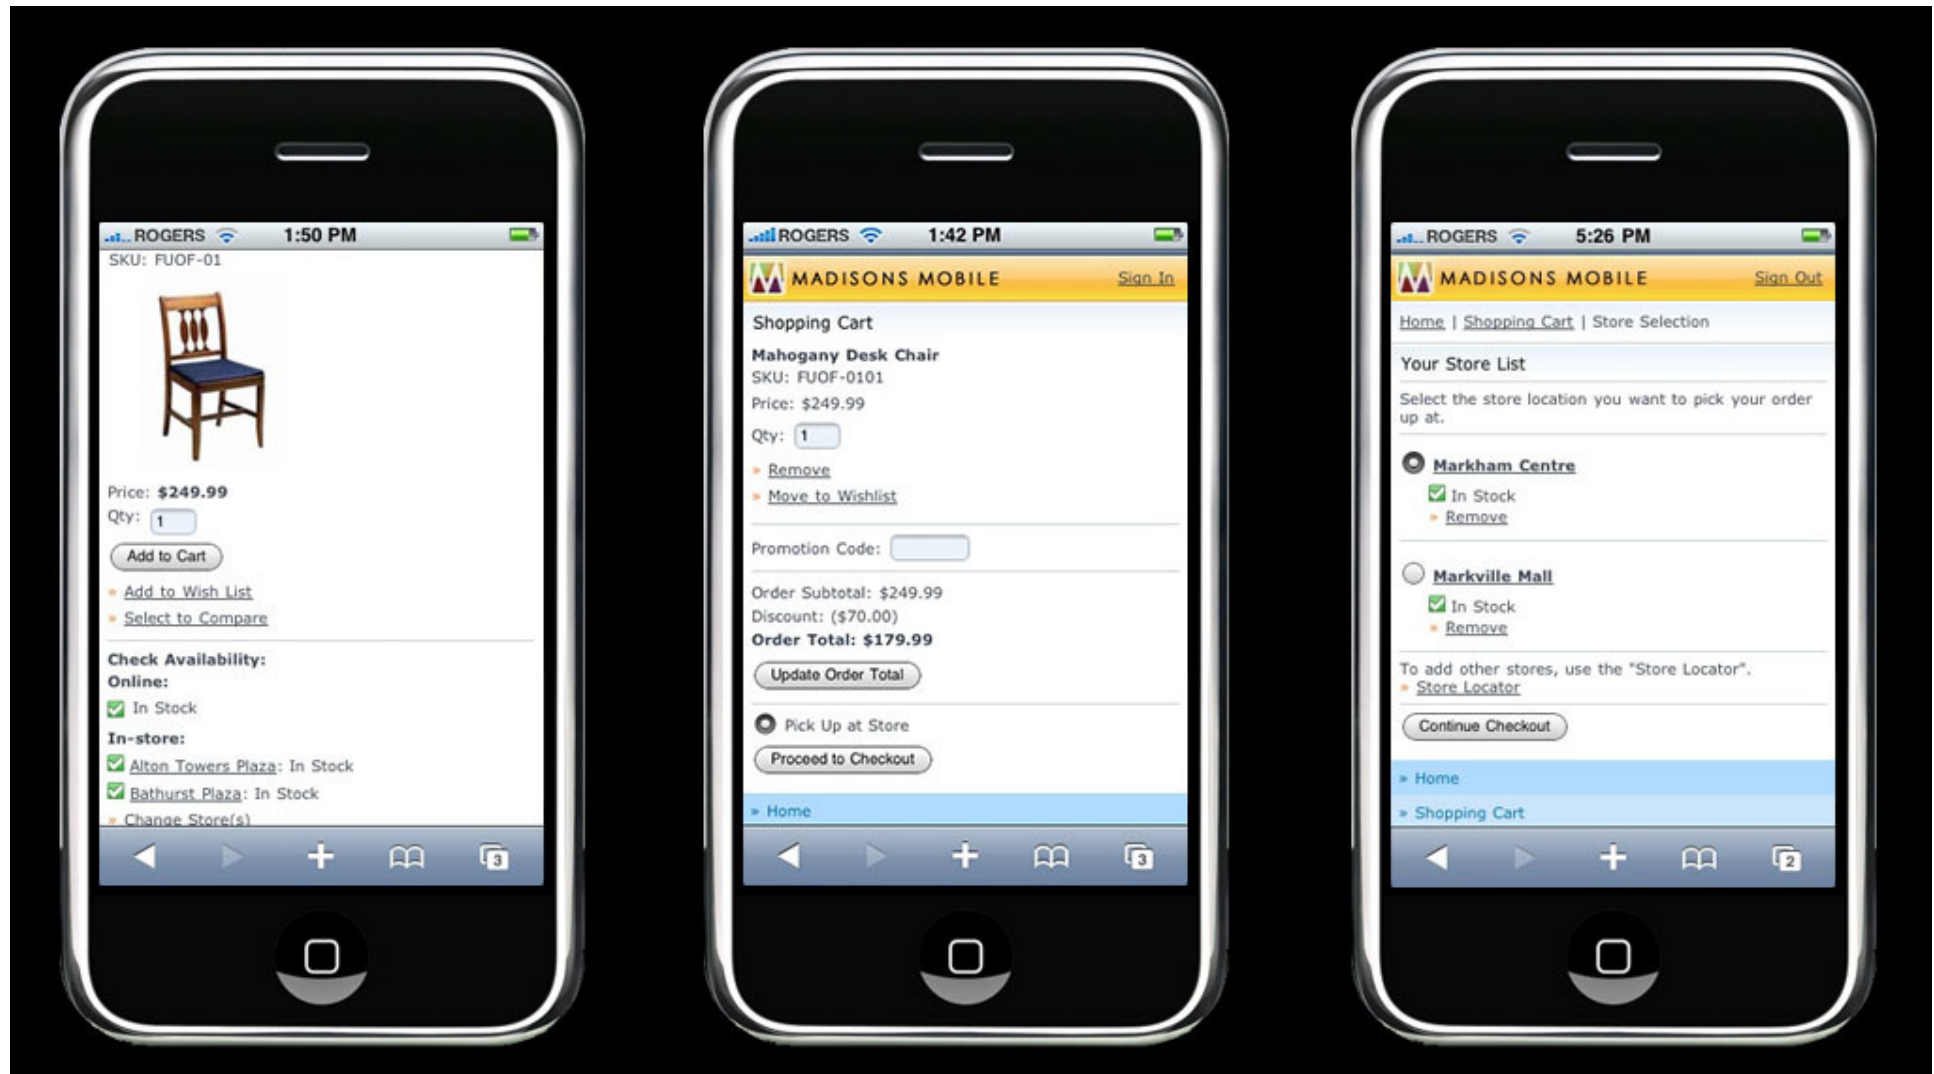 ROGERS 1:50 PM
SKU: FUOF-01
Price: $249.99
Qty: 1
Add to Cart
» Add to Wish List
» Select to Compare
Check Availability:
Online:
In Stock
In-store:
Alton Towers Plaza: In Stock
Bathurst Plaza: In Stock
» Change Store(s)
3
ROGERS 1:42 PM
MADISONS MOBILE Sign In
Shopping Cart
Mahogany Desk Chair
SKU: FUOF-0101
Price: $249.99
Qty: 1
» Remove
» Move to Wishlist
Promotion Code:
Order Subtotal: $249.99
Discount: ($70.00)
Order Total: $179.99
Update Order Total
Pick Up at Store
Proceed to Checkout
» Home
3
ROGERS 5:26 PM
MADISONS MOBILE Sign Out
Home | Shopping Cart | Store Selection
Your Store List
Select the store location you want to pick your order
up at.
Markham Centre
In Stock
» Remove
Markville Mall
In Stock
» Remove
To add other stores, use the "Store Locator".
» Store Locator
Continue Checkout
» Home
» Shopping Cart
2